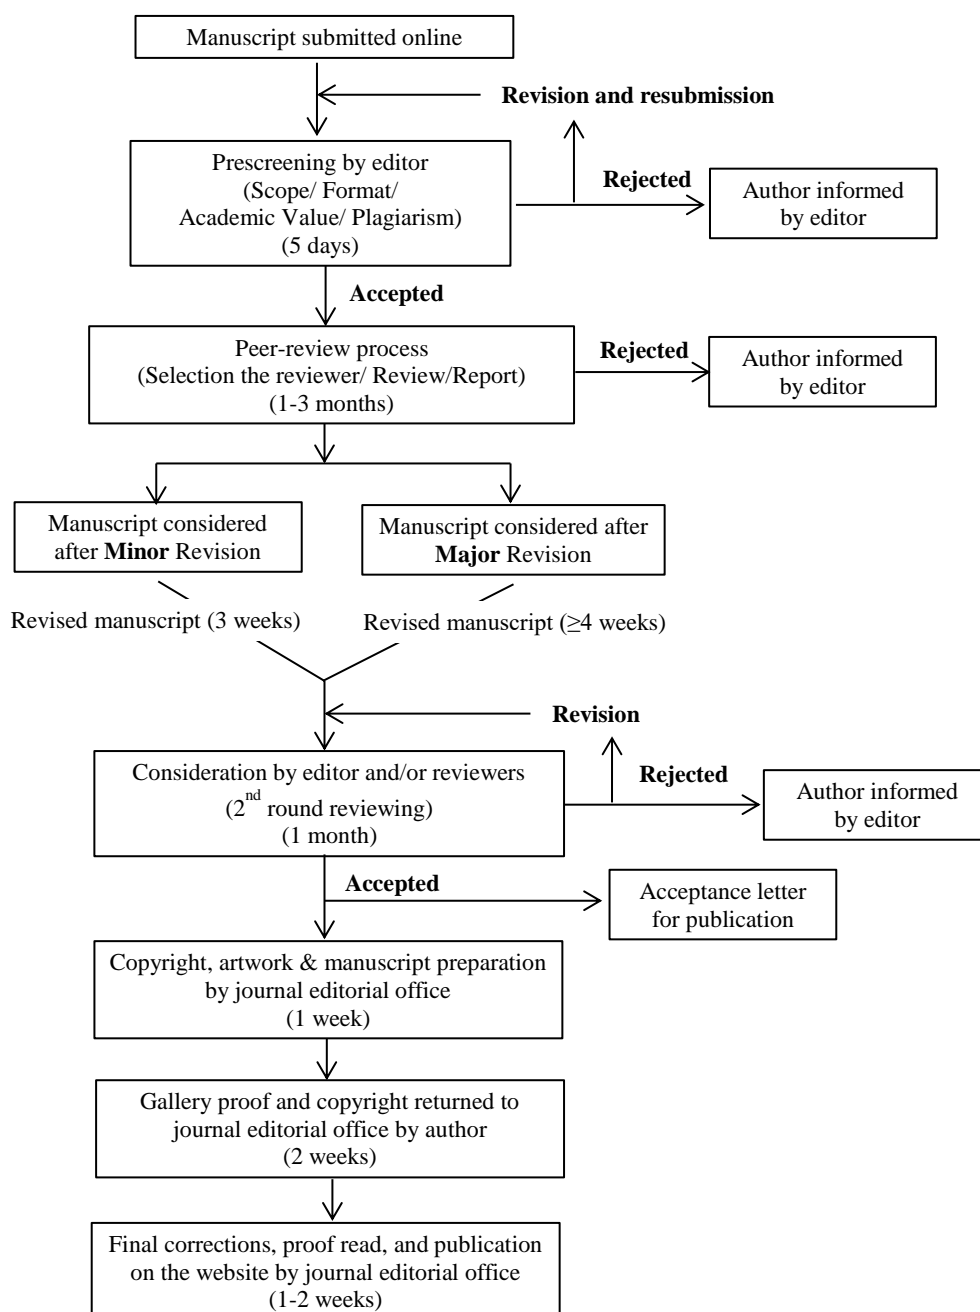 Manuscript submitted online
Revision and resubmission
Prescreening by editor
(Scope/ Format/
Academic Value/ Plagiarism)
(5 days)
Rejected
Author informed
by editor
Accepted
Peer-review process
(Selection the reviewer/ Review/Report)
(1-3 months)
Rejected
Author informed
by editor
Manuscript considered
after Minor Revision
Manuscript considered after
Major Revision
Revised manuscript (3 weeks)
Revised manuscript (≥4 weeks)
Revision
Consideration by editor and/or reviewers
(2nd round reviewing)
(1 month)
Rejected
Author informed
by editor
Accepted
Acceptance letter
for publication
Copyright, artwork & manuscript preparation
by journal editorial office
(1 week)
Gallery proof and copyright returned to
journal editorial office by author
(2 weeks)
Final corrections, proof read, and publication
on the website by journal editorial office
(1-2 weeks)